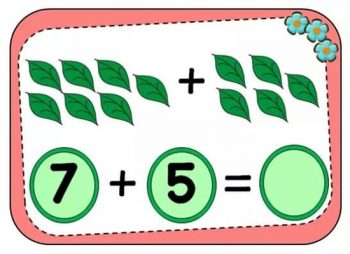 +
7 + 5 =